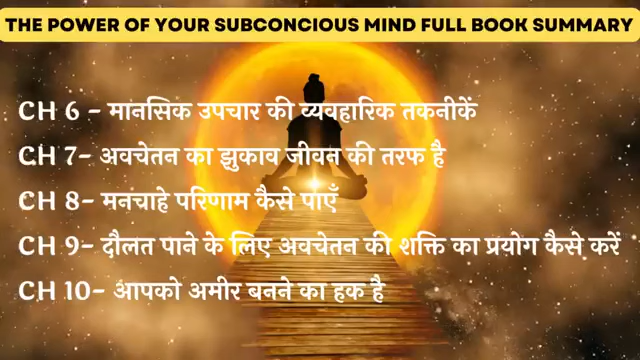 THE POWER OF YOUR SUBCONCIOUS MIND FULL BOOK SUMMARY
CH 6 - मानसिक उपचार की व्यवहारिक तकनीकें
CH 7- अवचेतन का झुकाव जीवन की तरफ है
CH 8- मनचाहे परिणाम कैसे पाएँ
CH 9- दौलत पाने के लिए अवचेतन की शक्ति का प्रयोग कैसे करें
CH 10- आपको अमीर बनने का हक है